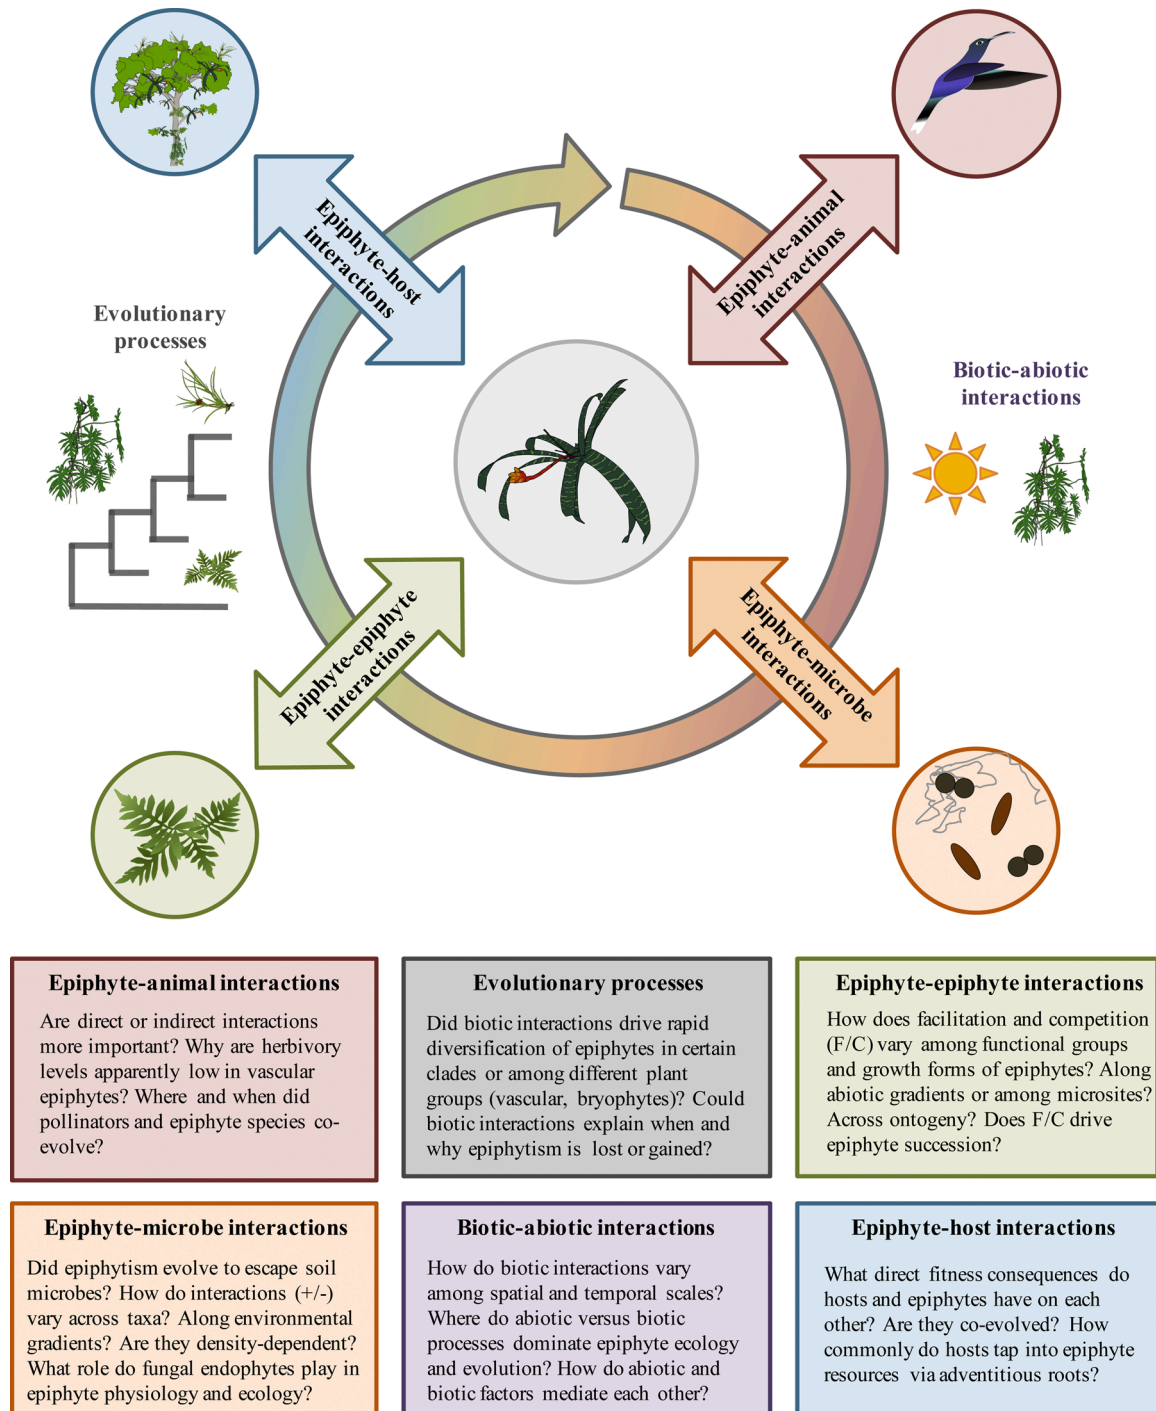 Epiphyte-host
interactions
Epiphyte-animal
interactions
Evolutionary
processes
Biotic-abiotic
interactions
Epiphyte-epiphyte
interactions
Epiphyte-microbe
interactions
Epiphyte-animal interactions
Are direct or indirect interactions
more important? Why are herbivory
levels apparently low in vascular
epiphytes? Where and when did
pollinators and epiphyte species co-
evolve?
Evolutionary processes
Did biotic interactions drive rapid
diversification of epiphytes in certain
clades or among different plant
groups (vascular, bryophytes)? Could
biotic interactions explain when and
why epiphytism is lost or gained?
Epiphyte-epiphyte interactions
How does facilitation and competition
(F/C) vary among functional groups
and growth forms of epiphytes? Along
abiotic gradients or among microsites?
Across ontogeny? Does F/C drive
epiphyte succession?
Epiphyte-microbe interactions
Did epiphytism evolve to escape soil
microbes? How do interactions (+/-)
vary across taxa? Along environmental
gradients? Are they density-dependent?
What role do fungal endophytes play in
epiphyte physiology and ecology?
Biotic-abiotic interactions
How do biotic interactions vary
among spatial and temporal scales?
Where do abiotic versus biotic
processes dominate epiphyte ecology
and evolution? How do abiotic and
biotic factors mediate each other?
Epiphyte-host interactions
What direct fitness consequences do
hosts and epiphytes have on each
other? Are they co-evolved? How
commonly do hosts tap into epiphyte
resources via adventitious roots?